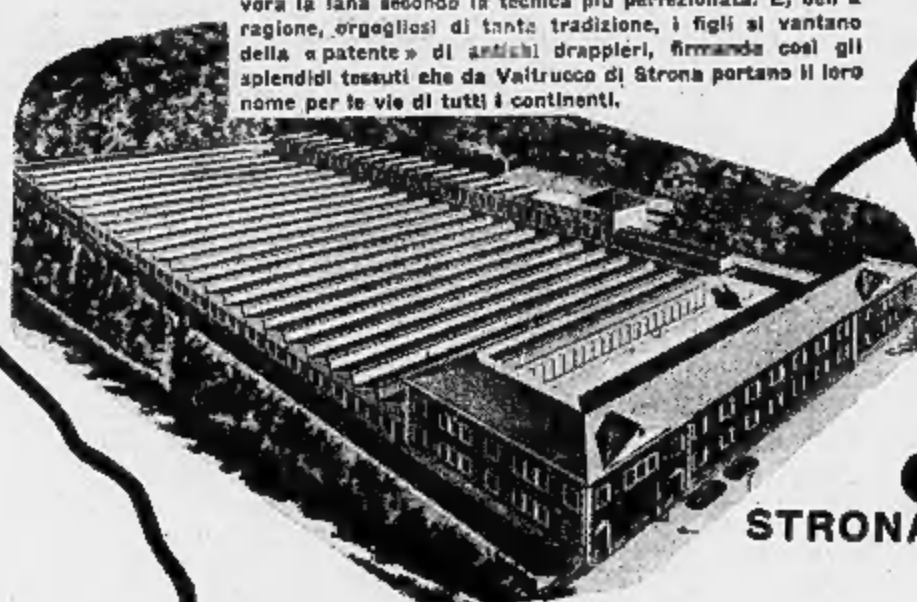 vora la lana secondo la tecnica più perfezionata. E, ben a
ragione, orgogliosi di tanta tradizione, i figli si vantano
della «patente» di antichi drappieri, firmando così gli
splendidi tessuti che da Valtrucco di Strona portano il loro
nome per le vie di tutti i continenti.
STRONA